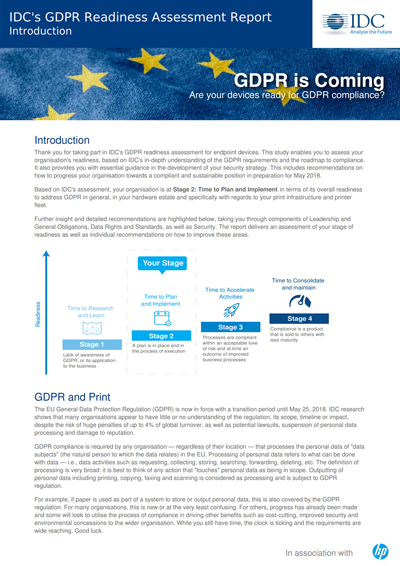 IDC's GDPR Readiness Assessment Report
Introduction
IDC
Analyze the Future
GDPR is Coming
Are your devices ready for GDPR compliance?
Introduction
Thank you for taking part in IDC's GDPR readiness assessment for endpoint devices. This study enables you to assess your
organisation's readiness, based on IDC's in-depth understanding of the GDPR requirements and the roadmap to compliance.
It also provides you with essential guidance in the development of your security strategy. This includes recommendations on
how to progress your organisation towards a compliant and sustainable position in preparation for May 2018.
Based on IDC's assessment, your organisation is at Stage 2: Time to Plan and Implement in terms of its overall readiness
to address GDPR in general, in your hardware estate and specifically with regards to your print infrastructure and printer
fleet.
Further insight and detailed recommendations are highlighted below, taking you through components of Leadership and
General Obligations, Data Rights and Standards, as well as Security. The report delivers an assessment of your stage of
readiness as well as individual recommendations on how to improve these areas.
Readiness
Your Stage
Time to Research
and Learn
Stage 1
Lack of awareness of
GDPR, or its application
to the business
Time to Plan
and Implement
Stage 2
A plan is in place and in
the process of execution
Time to Accelerate
Activities
Stage 3
Processes are compliant
within an acceptable love
of risk and at time an
outcome of improved
business processes
Time to Consolidate
and maintain
Stage 4
Compliance is a product
that is sold to others with
less maturity
GDPR and Print
The EU General Data Protection Regulation (GDPR) is now in force with a transition period until May 25, 2018. IDC research
shows that many organisations appear to have little or no understanding of the regulation, its scope, timeline or impact,
despite the risk of huge penalties of up to 4% of global turnover, as well as potential lawsuits, suspension of personal data
processing and damage to reputation.
GDPR compliance is required by any organisation — regardless of their location — that processes the personal data of "data
subjects" (the natural person to which the data relates) in the EU. Processing of personal data refers to what can be done
with data — i.e., data activities such as requesting, collecting, storing, searching, forwarding, deleting, etc. The definition of
processing is very broad: it is best to think of any action that "touches" personal data as being in scope. Outputting of
personal data including printing, copying, faxing and scanning is considered as processing and is subject to GDPR
regulation.
For example, if paper is used as part of a system to store or output personal data, this is also covered by the GDPR
regulation. For many organisations, this is new or at the very least confusing. For others, progress has already been made
and some will look to utilise the process of compliance in driving other benefits such as cost-cutting, improved security and
environmental concessions to the wider organisation. While you still have time, the clock is ticking and the requirements are
wide reaching. Good luck.
In association with
hp